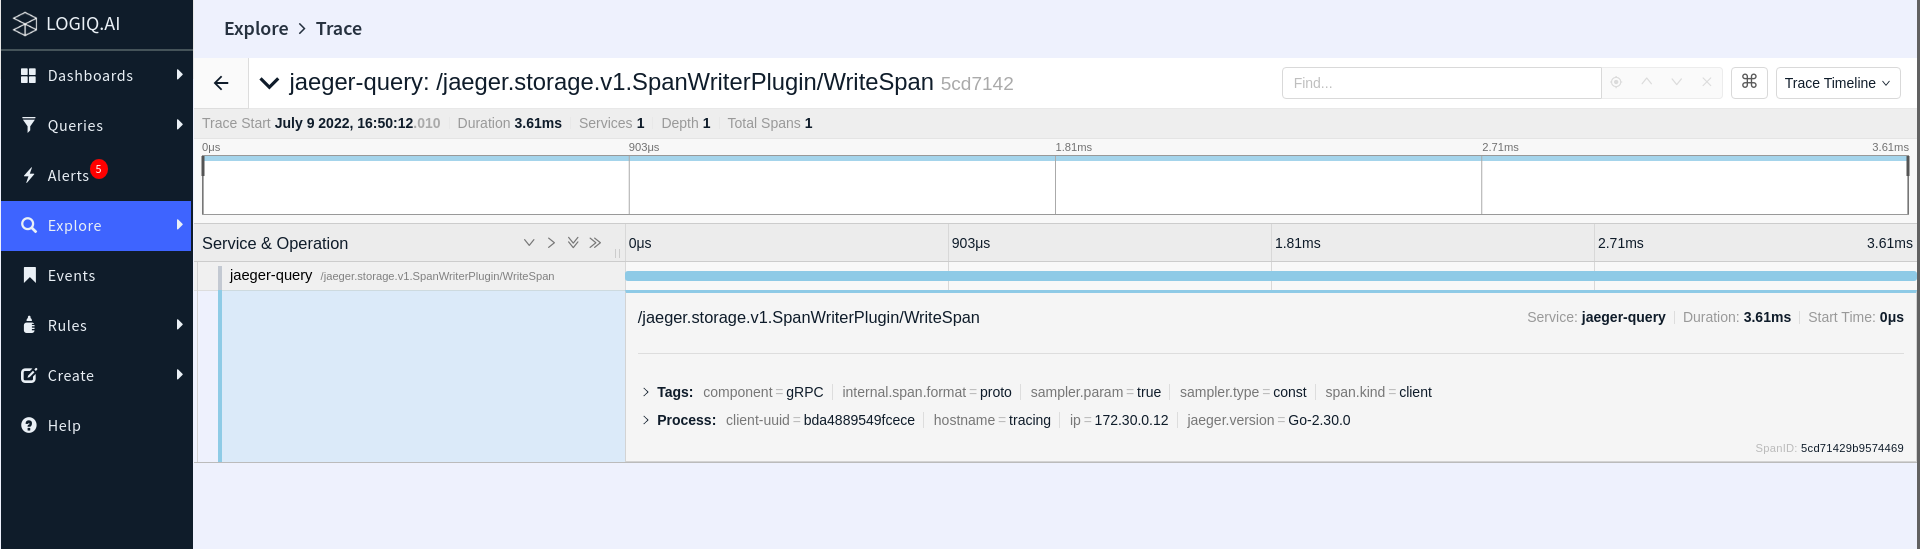 LOGIQ.AI
Dashboards
Queries
Alerts 5
Explore
Events
Rules
Create
Help
Explore > Trace
jaeger-query: /jaeger.storage.v1.SpanWriterPlugin/WriteSpan 5cd7142
Find...
⌘
Trace Timeline
Trace Start July 9 2022, 16:50:12.010 Duration 3.61ms Services 1 Depth 1 Total Spans 1
0μs 903μs 1.81ms 2.71ms 3.61ms
Service & Operation 0μs 903μs 1.81ms 2.71ms 3.61ms
jaeger-query /jaeger.storage.v1.SpanWriterPlugin/WriteSpan
/jaeger.storage.v1.SpanWriterPlugin/WriteSpan Service: jaeger-query Duration: 3.61ms Start Time: 0μs
Tags: component = gRPC internal.span.format = proto sampler.param = true sampler.type = const span.kind = client
Process: client-uuid = bda4889549fcece hostname = tracing ip = 172.30.0.12 jaeger.version = Go-2.30.0
SpanID: 5cd71429b9574469